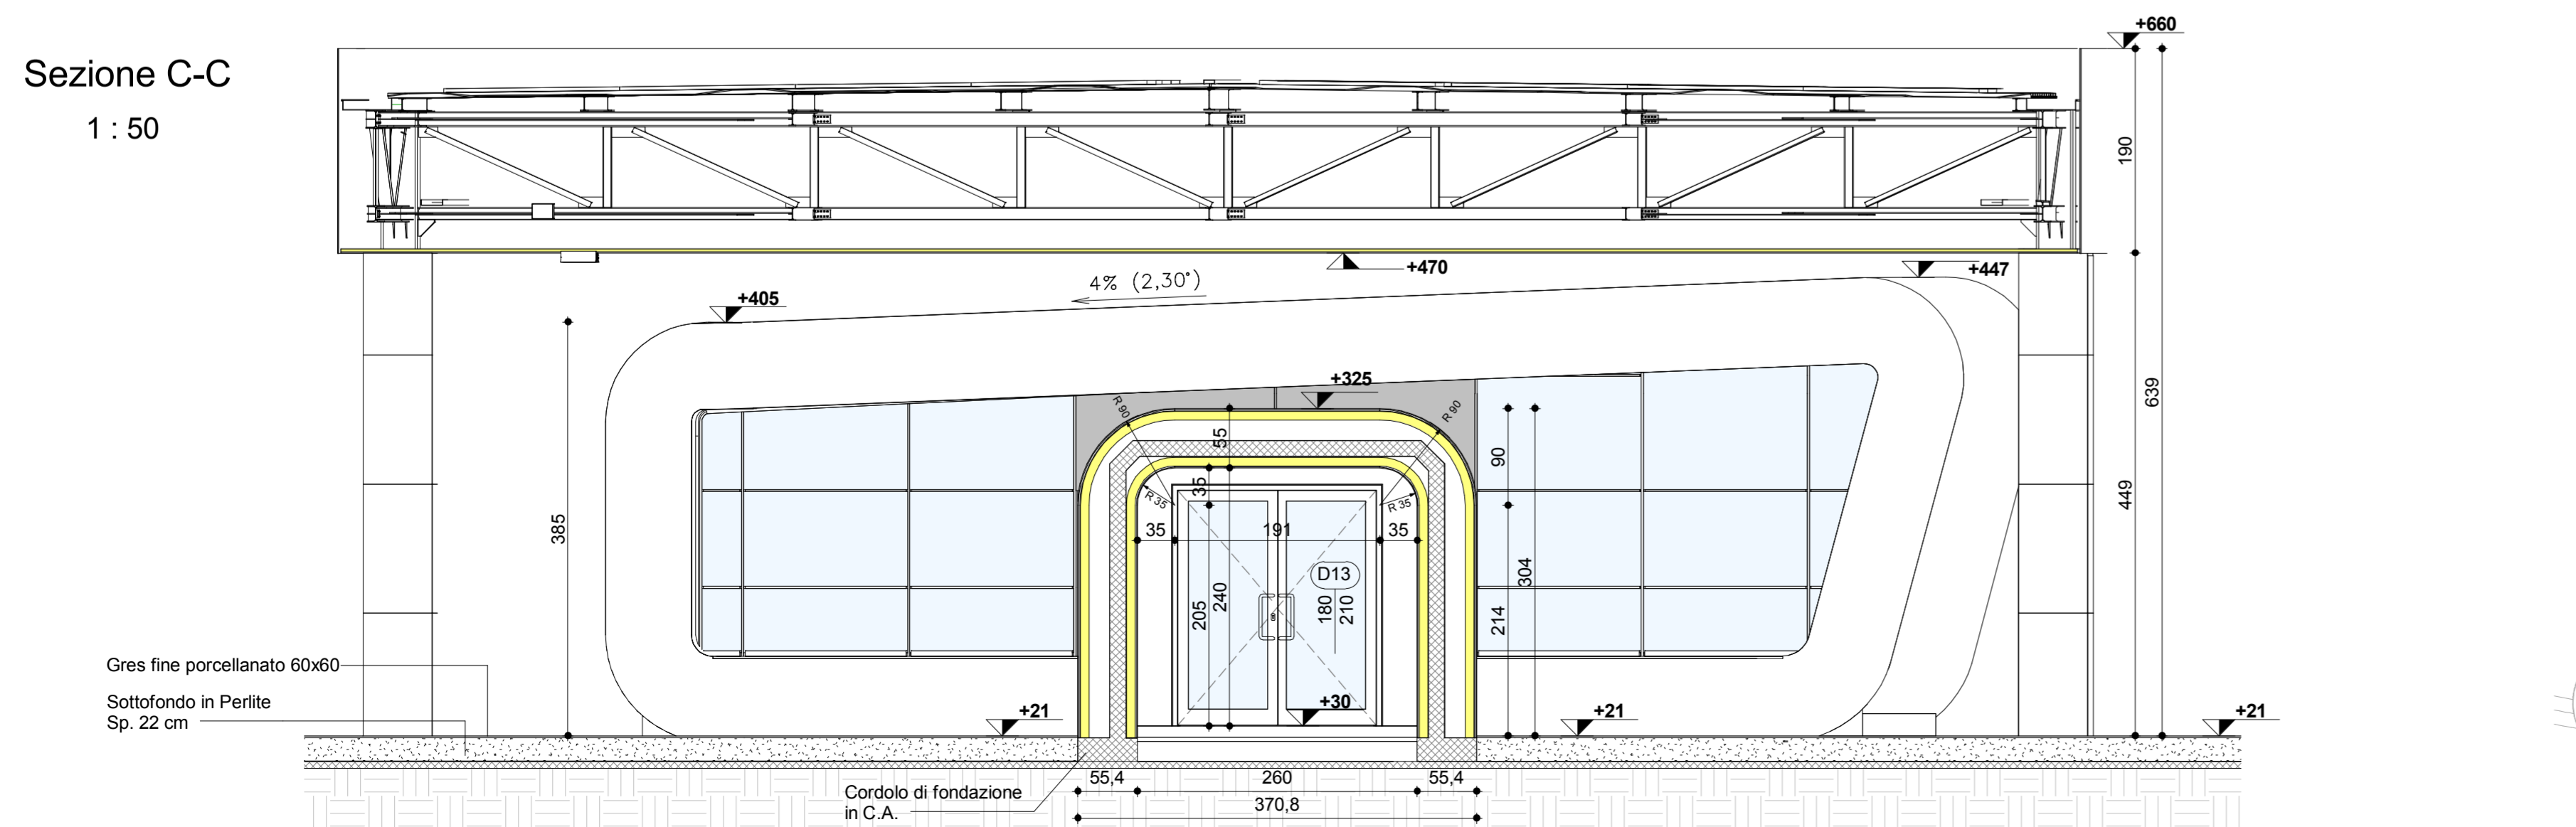 Sezione C-C
1 : 50
+660
190
639
449
+470
+447
4% (2,30°)
+405
+325
R 90
R 90
55
35
R 35
R 35
35
191
35
90
304
214
385
205
240
D13
180
210
+30
+21
+21
+21
Gres fine porcellanato 60x60
Sottofondo in Perlite
Sp. 22 cm
Cordolo di fondazione
in C.A.
55,4
260
55,4
370,8